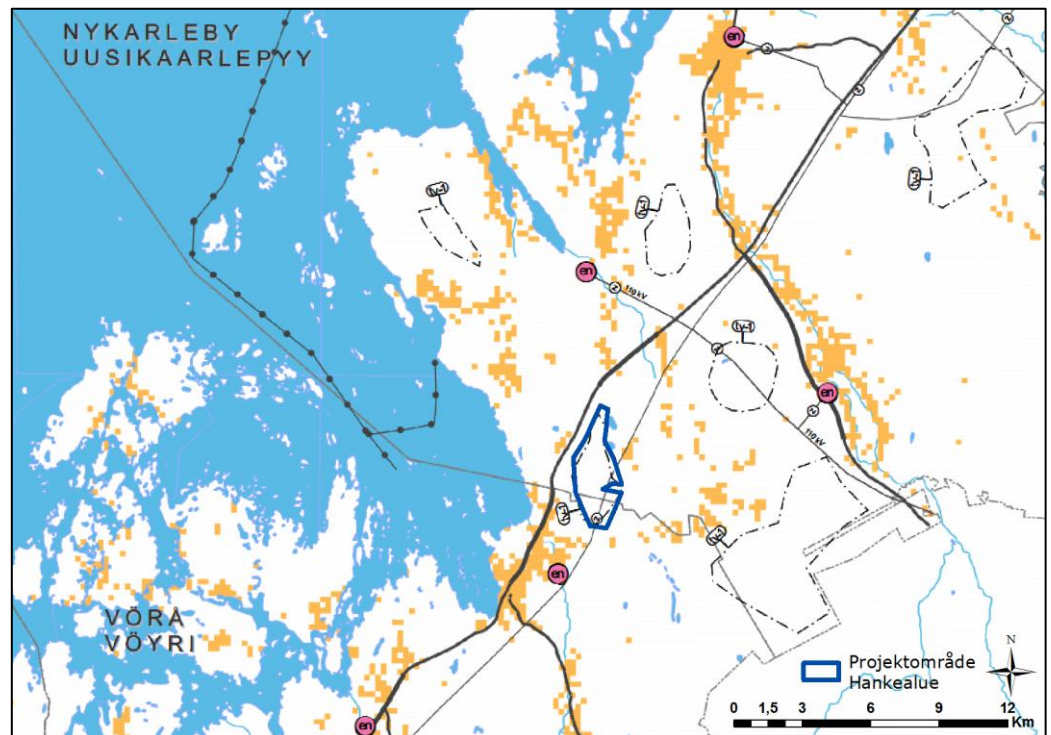 NYKARLEBY
UUSIKAARLEPYY
en
z
z
tv-1
tv-1
tv-1
en
z
110 kV
z
tv-1
en
z
110 kV
tv-1
z
tv-1
en
VÖRÅ
VÖYRI
en
Projektområde
Hankealue
N
0 1,5 3 6 9 12
Km